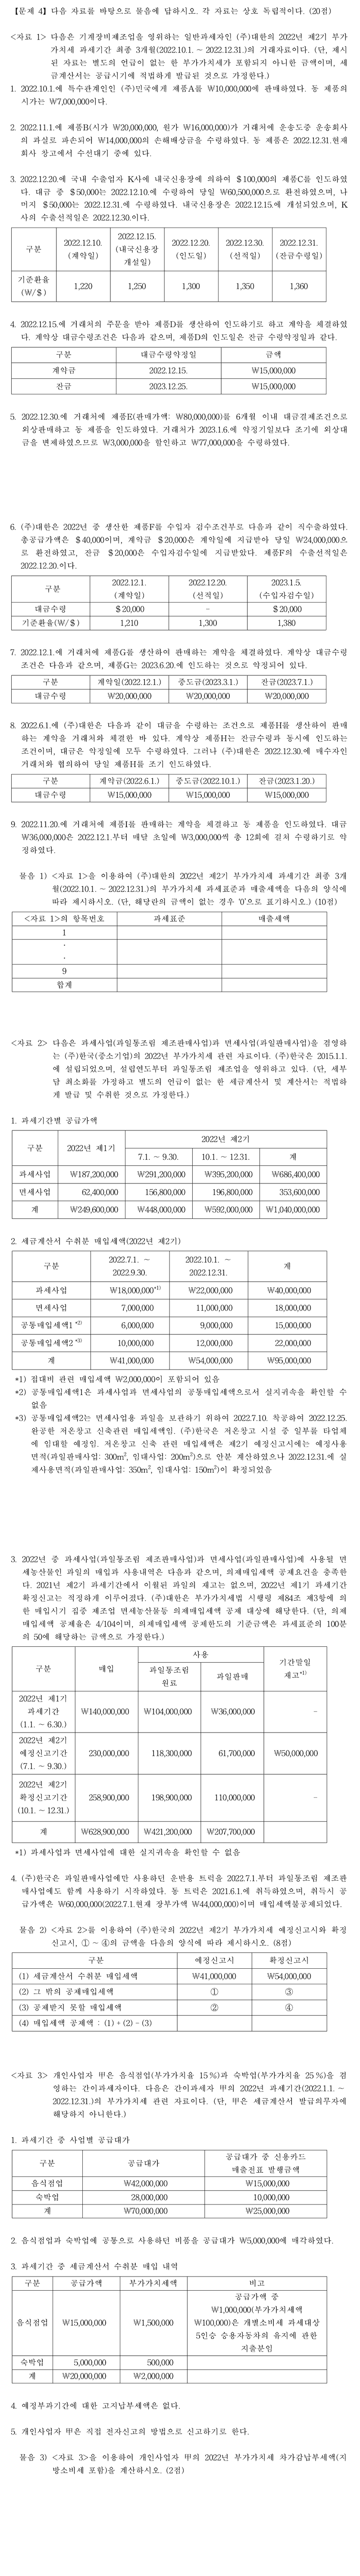 【문제 4】다음 자료를 바탕으로 물음에 답하시오. 각 자료는 상호 독립적이다. (20점)
<자료 1> 다음은 기계장비제조업을 영위하는 일반과세자인 (주)대한의 2022년 제2기 부가
가치세 과세기간 최종 3개월(2022.10.1. ~ 2022.12.31.)의 거래자료이다. (단, 제시
된 자료는 별도의 언급이 없는 한 부가가치세가 포함되지 아니한 금액이며, 세
금계산서는 공급시기에 적법하게 발급된 것으로 가정한다.)
1. 2022.10.1.에 특수관계인인 (주)민국에게 제품A를 ₩10,000,000에 판매하였다. 동 제품의
시가는 ₩7,000,000이다.
2. 2022.11.1.에 제품B(시가 ₩20,000,000, 원가 ₩16,000,000)가 거래처에 운송도중 운송회사
의 과실로 파손되어 ₩14,000,000의 손해배상금을 수령하였다. 동 제품은 2022.12.31.현재
회사 창고에서 수선대기 중에 있다.
3. 2022.12.20.에 국내 수출업자 K사에 내국신용장에 의하여 $100,000의 제품C를 인도하였
다. 대금 중 $50,000는 2022.12.10.에 수령하여 당일 ₩60,500,000으로 환전하였으며, 나
머지 $50,000는 2022.12.31.에 수령하였다. 내국신용장은 2022.12.15.에 개설되었으며, K
사의 수출선적일은 2022.12.30.이다.
구분 2022.12.10. (계약일) 2022.12.15. (내국신용장 개설일) 2022.12.20. (인도일) 2022.12.30. (선적일) 2022.12.31. (잔금수령일)
기준환율 (₩/$) 1,220 1,250 1,300 1,350 1,360
4. 2022.12.15.에 거래처의 주문을 받아 제품D를 생산하여 인도하기로 하고 계약을 체결하였
다. 계약상 대금수령조건은 다음과 같으며, 제품D의 인도일은 잔금 수령약정일과 같다.
구분 대금수령약정일 금액
계약금 2022.12.15. ₩15,000,000
잔금 2023.12.25. ₩15,000,000
5. 2022.12.30.에 거래처에 제품E(판매가액: ₩80,000,000)를 6개월 이내 대금결제조건으로
외상판매하고 동 제품을 인도하였다. 거래처가 2023.1.6.에 약정기일보다 조기에 외상대
금을 변제하였으므로 ₩3,000,000을 할인하고 ₩77,000,000을 수령하였다.
6. (주)대한은 2022년 중 생산한 제품F를 수입자 검수조건부로 다음과 같이 직수출하였다.
총공급가액은 $40,000이며, 계약금 $20,000은 계약일에 지급받아 당일 ₩24,000,000으
로 환전하였고, 잔금 $20,000은 수입자검수일에 지급받았다. 제품F의 수출선적일은
2022.12.20.이다.
구분 2022.12.1. (계약일) 2022.12.20. (선적일) 2023.1.5. (수입자검수일)
대금수령 $20,000 – $20,000
기준환율(₩/$) 1,210 1,300 1,380
7. 2022.12.1.에 거래처에 제품G를 생산하여 판매하는 계약을 체결하였다. 계약상 대금수령
조건은 다음과 같으며, 제품G는 2023.6.20.에 인도하는 것으로 약정되어 있다.
구분 계약일(2022.12.1.) 중도금(2023.3.1.) 잔금(2023.7.1.)
대금수령 ₩20,000,000 ₩20,000,000 ₩20,000,000
8. 2022.6.1.에 (주)대한은 다음과 같이 대금을 수령하는 조건으로 제품H를 생산하여 판매
하는 계약을 거래처와 체결한 바 있다. 계약상 제품H는 잔금수령과 동시에 인도하는
조건이며, 대금은 약정일에 모두 수령하였다. 그러나 (주)대한은 2022.12.30.에 매수자인
거래처와 협의하여 당일 제품H를 조기 인도하였다.
구분 계약금(2022.6.1.) 중도금(2022.10.1.) 잔금(2023.1.20.)
대금수령 ₩15,000,000 ₩15,000,000 ₩15,000,000
9. 2022.11.20.에 거래처에 제품I를 판매하는 계약을 체결하고 동 제품을 인도하였다. 대금
₩36,000,000은 2022.12.1.부터 매달 초일에 ₩3,000,000씩 총 12회에 걸쳐 수령하기로 약
정하였다.
물음 1) <자료 1>을 이용하여 (주)대한의 2022년 제2기 부가가치세 과세기간 최종 3개
월(2022.10.1. ~ 2022.12.31.)의 부가가치세 과세표준과 매출세액을 다음의 양식에
따라 제시하시오. (단, 해당란의 금액이 없는 경우 '0'으로 표기하시오.) (10점)
<자료 1>의 항목번호 과세표준 매출세액
1
·
·
9
합계
<자료 2> 다음은 과세사업(과일통조림 제조판매사업)과 면세사업(과일판매사업)을 겸영하
는 (주)한국(중소기업)의 2022년 부가가치세 관련 자료이다. (주)한국은 2015.1.1.
에 설립되었으며, 설립연도부터 과일통조림 제조업을 영위하고 있다. (단, 세부
담 최소화를 가정하고 별도의 언급이 없는 한 세금계산서 및 계산서는 적법하
게 발급 및 수취한 것으로 가정한다.)
1. 과세기간별 공급가액
구분 2022년 제1기 2022년 제2기
7.1. ~ 9.30. 10.1. ~ 12.31. 계
과세사업 ₩187,200,000 ₩291,200,000 ₩395,200,000 ₩686,400,000
면세사업 62,400,000 156,800,000 196,800,000 353,600,000
계 ₩249,600,000 ₩448,000,000 ₩592,000,000 ₩1,040,000,000
2. 세금계산서 수취분 매입세액(2022년 제2기)
구분 2022.7.1. ~ 2022.9.30. 2022.10.1. ~ 2022.12.31. 계
과세사업 ₩18,000,000*1) ₩22,000,000 ₩40,000,000
면세사업 7,000,000 11,000,000 18,000,000
공통매입세액1 *2) 6,000,000 9,000,000 15,000,000
공통매입세액2 *3) 10,000,000 12,000,000 22,000,000
계 ₩41,000,000 ₩54,000,000 ₩95,000,000
*1) 접대비 관련 매입세액 ₩2,000,000이 포함되어 있음
*2) 공통매입세액1은 과세사업과 면세사업의 공통매입세액으로서 실지귀속을 확인할 수
없음
*3) 공통매입세액2는 면세사업용 과일을 보관하기 위하여 2022.7.10. 착공하여 2022.12.25.
완공한 저온창고 신축관련 매입세액임. (주)한국은 저온창고 시설 중 일부를 타업체
에 임대할 예정임. 저온창고 신축 관련 매입세액은 제2기 예정신고시에는 예정사용
면적(과일판매사업: 300m², 임대사업: 200m²)으로 안분 계산하였으나 2022.12.31.에 실
제사용면적(과일판매사업: 350m², 임대사업: 150m²)이 확정되었음
3. 2022년 중 과세사업(과일통조림 제조판매사업)과 면세사업(과일판매사업)에 사용될 면
세농산물인 과일의 매입과 사용내역은 다음과 같으며, 의제매입세액 공제요건을 충족한
다. 2021년 제2기 과세기간에서 이월된 과일의 재고는 없으며, 2022년 제1기 과세기간
확정신고는 적정하게 이루어졌다. (주)대한은 부가가치세법 시행령 제84조 제3항에 의
한 매입시기 집중 제조업 면세농산물등 의제매입세액 공제 대상에 해당한다. (단, 의제
매입세액 공제율은 4/104이며, 의제매입세액 공제한도의 기준금액은 과세표준의 100분
의 50에 해당하는 금액으로 가정한다.)
구분 매입 사용 기간말일 재고*1)
과일통조림 원료 과일판매
2022년 제1기 과세기간 (1.1. ~ 6.30.) ₩140,000,000 ₩104,000,000 ₩36,000,000 –
2022년 제2기 예정신고기간 (7.1. ~ 9.30.) 230,000,000 118,300,000 61,700,000 ₩50,000,000
2022년 제2기 확정신고기간 (10.1. ~ 12.31.) 258,900,000 198,900,000 110,000,000 –
계 ₩628,900,000 ₩421,200,000 ₩207,700,000
*1) 과세사업과 면세사업에 대한 실지귀속을 확인할 수 없음
4. (주)한국은 과일판매사업에만 사용하던 운반용 트럭을 2022.7.1.부터 과일통조림 제조판
매사업에도 함께 사용하기 시작하였다. 동 트럭은 2021.6.1.에 취득하였으며, 취득시 공
급가액은 ₩60,000,000(2022.7.1.현재 장부가액 ₩44,000,000)이며 매입세액불공제되었다.
물음 2) <자료 2>를 이용하여 (주)한국의 2022년 제2기 부가가치세 예정신고시와 확정
신고시, ① ~ ④의 금액을 다음의 양식에 따라 제시하시오. (8점)
구분 예정신고시 확정신고시
(1) 세금계산서 수취분 매입세액 ₩41,000,000 ₩54,000,000
(2) 그 밖의 공제매입세액 ① ③
(3) 공제받지 못할 매입세액 ② ④
(4) 매입세액 공제액 : (1) + (2) - (3)
<자료 3> 개인사업자 甲은 음식점업(부가가치율 15%)과 숙박업(부가가치율 25%)을 겸
영하는 간이과세자이다. 다음은 간이과세자 甲의 2022년 과세기간(2022.1.1. ~
2022.12.31.)의 부가가치세 관련 자료이다. (단, 甲은 세금계산서 발급의무자에
해당하지 아니한다.)
1. 과세기간 중 사업별 공급대가
구분 공급대가 공급대가 중 신용카드 매출전표 발행금액
음식점업 ₩42,000,000 ₩15,000,000
숙박업 28,000,000 10,000,000
계 ₩70,000,000 ₩25,000,000
2. 음식점업과 숙박업에 공통으로 사용하던 비품을 공급대가 ₩5,000,000에 매각하였다.
3. 과세기간 중 세금계산서 수취분 매입 내역
구분 공급가액 부가가치세액 비고
음식점업 ₩15,000,000 ₩1,500,000 공급가액 중 ₩1,000,000(부가가치세액 ₩100,000)은 개별소비세 과세대상 5인승 승용자동차의 유지에 관한 지출분임
숙박업 5,000,000 500,000
계 ₩20,000,000 ₩2,000,000
4. 예정부과기간에 대한 고지납부세액은 없다.
5. 개인사업자 甲은 직접 전자신고의 방법으로 신고하기로 한다.
물음 3) <자료 3>을 이용하여 개인사업자 甲의 2022년 부가가치세 차가감납부세액(지
방소비세 포함)을 계산하시오. (2점)